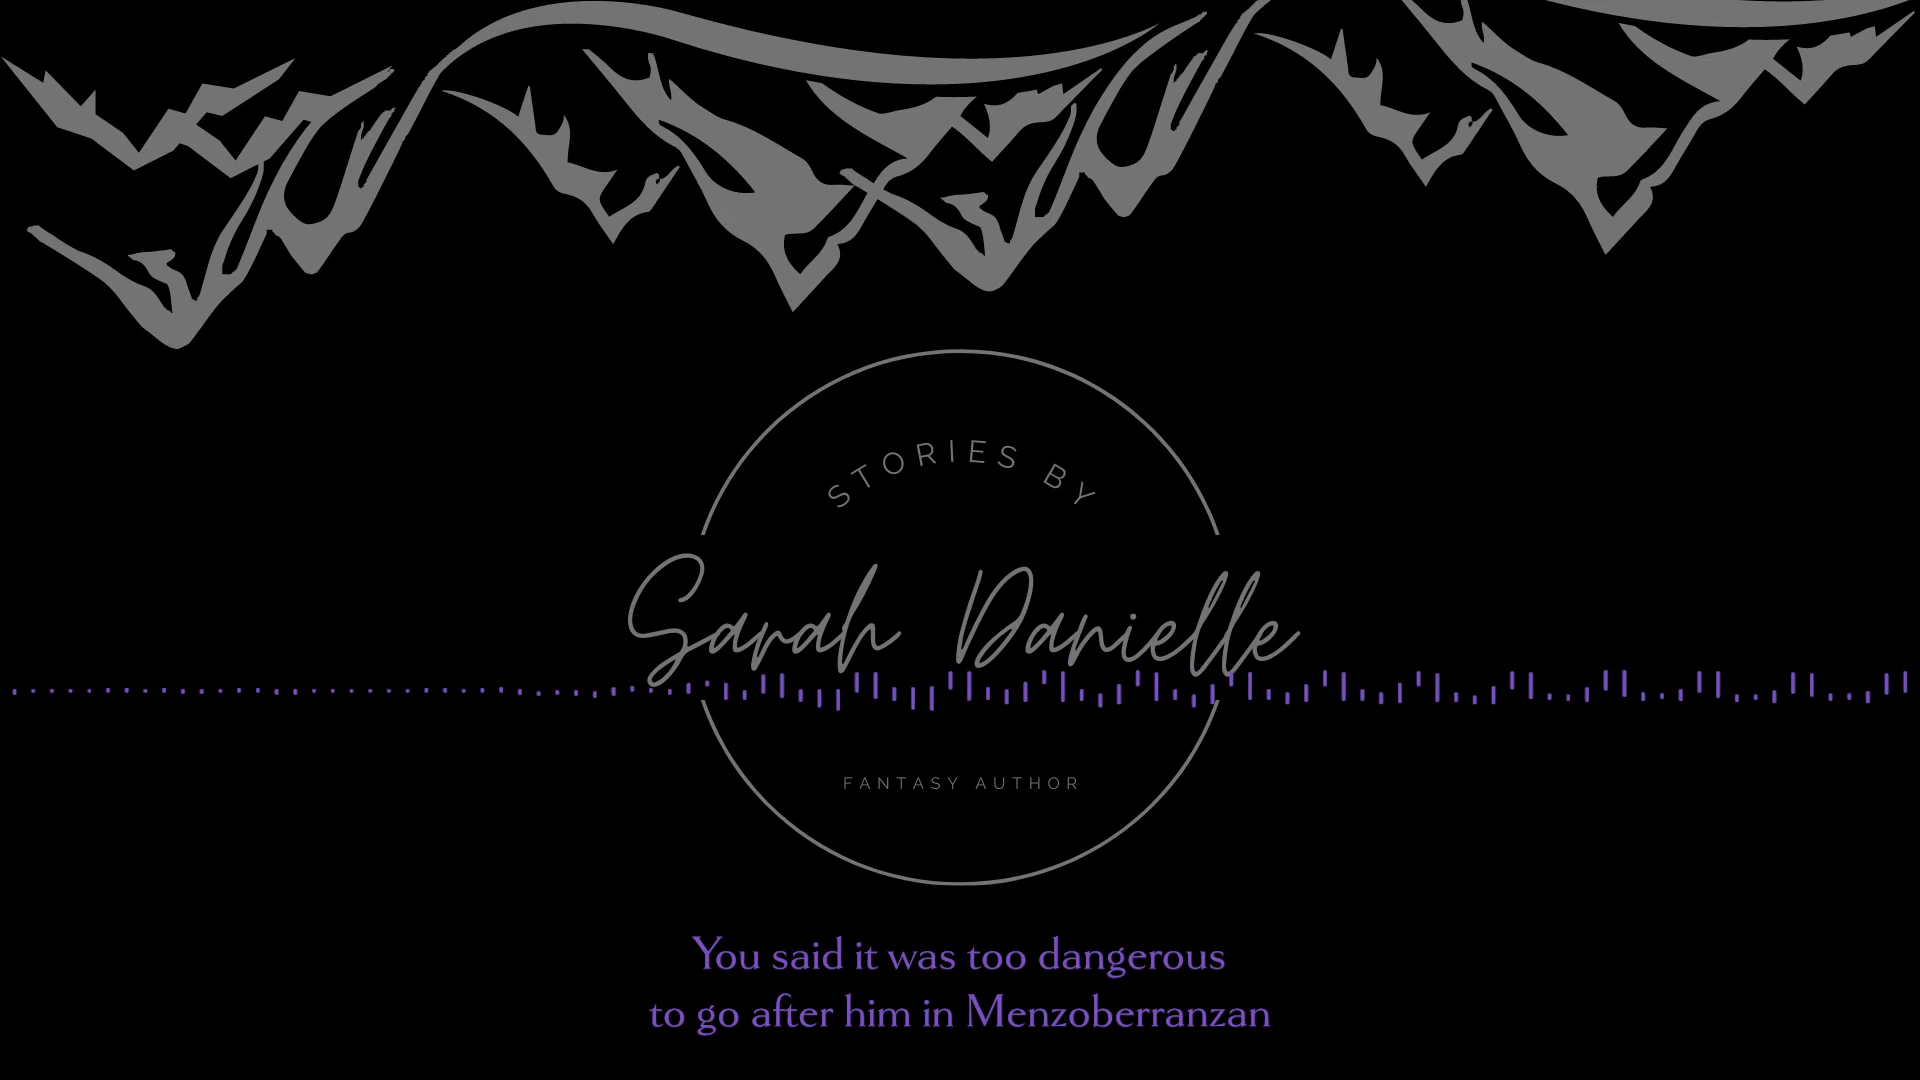 STORIES BY
Sarah Danielle
FANTASY AUTHOR
You said it was too dangerous
to go after him in Menzoberranzan